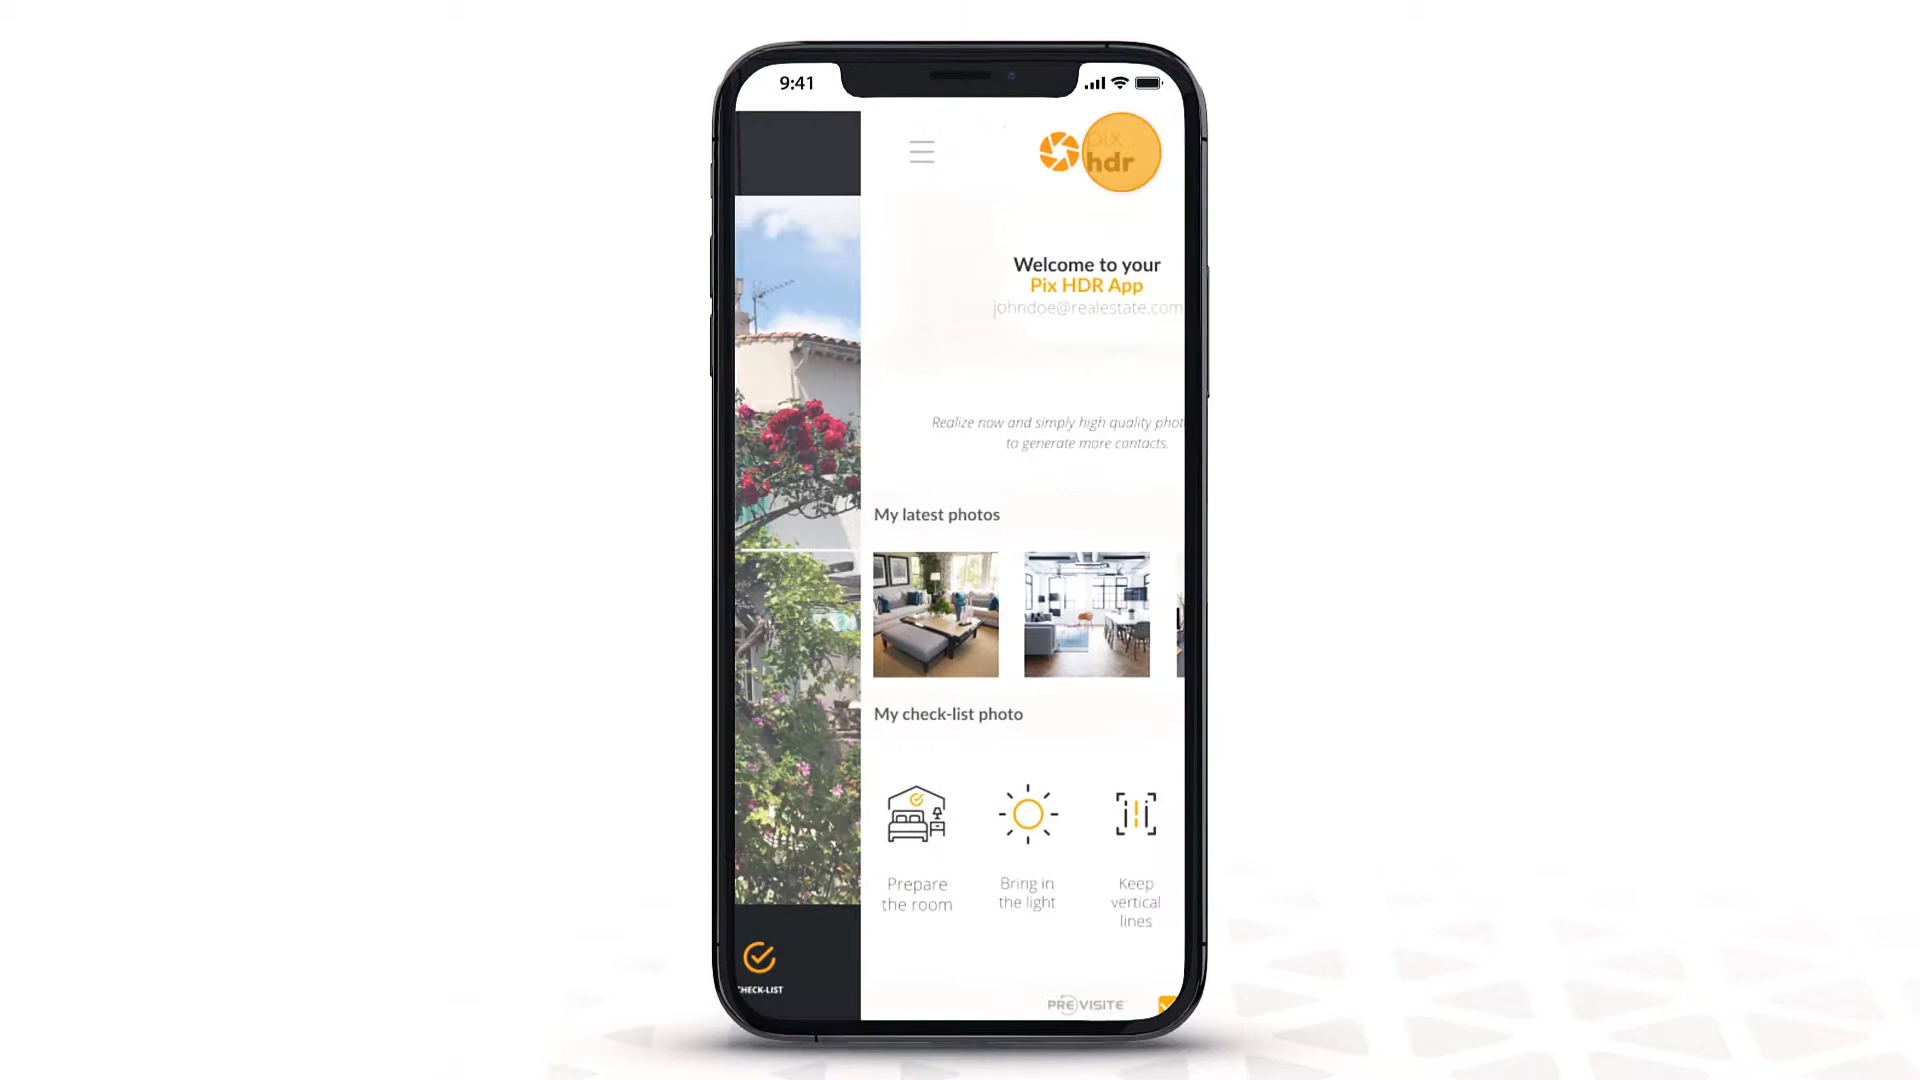 9:41
pix
hdr
Welcome to your
Pix HDR App
johndoe@realestate.com
Realize now and simply high quality phot
to generate more contacts.
My latest photos
My check-list photo
Prepare
the room
Bring in
the light
Keep
vertical
lines
HECK-LIST
PREVISITE